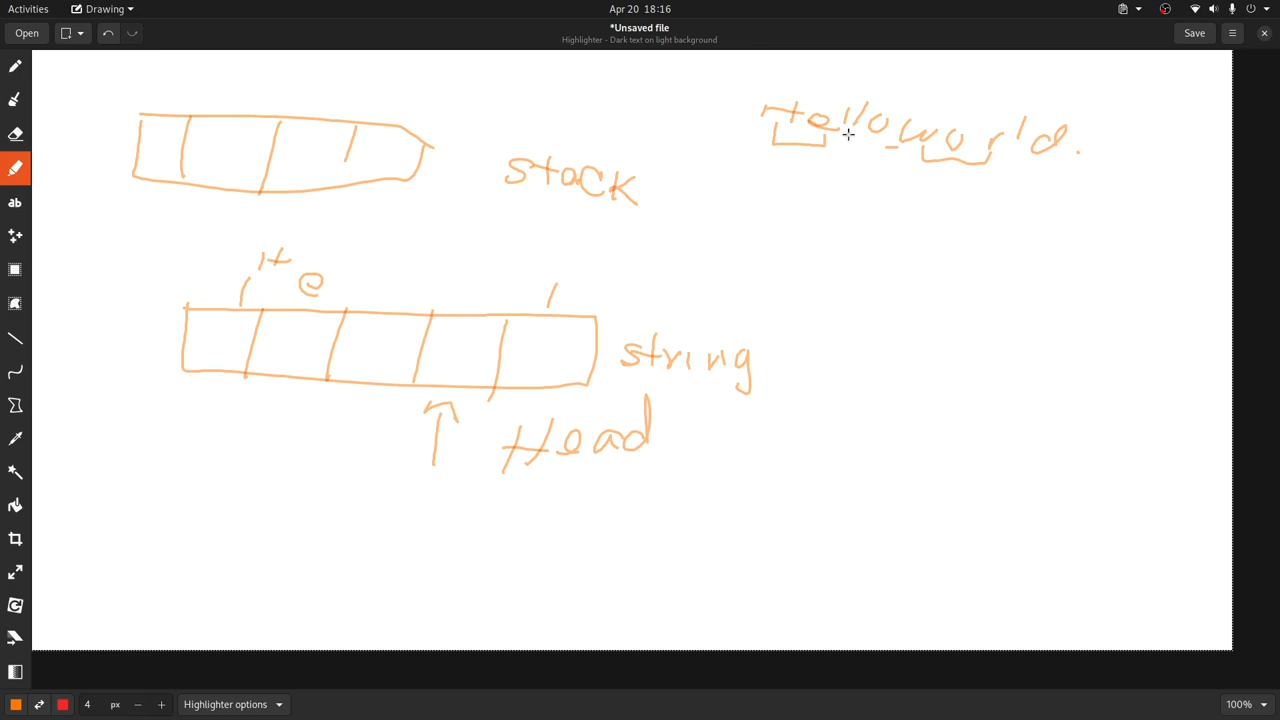 Activities
Drawing
Apr 20 18:16
Open
*Unsaved file
Highlighter - Dark text on light background
Save
ab
Hello world.
stack
H e
string
Head
4 px - +
Highlighter options
100%